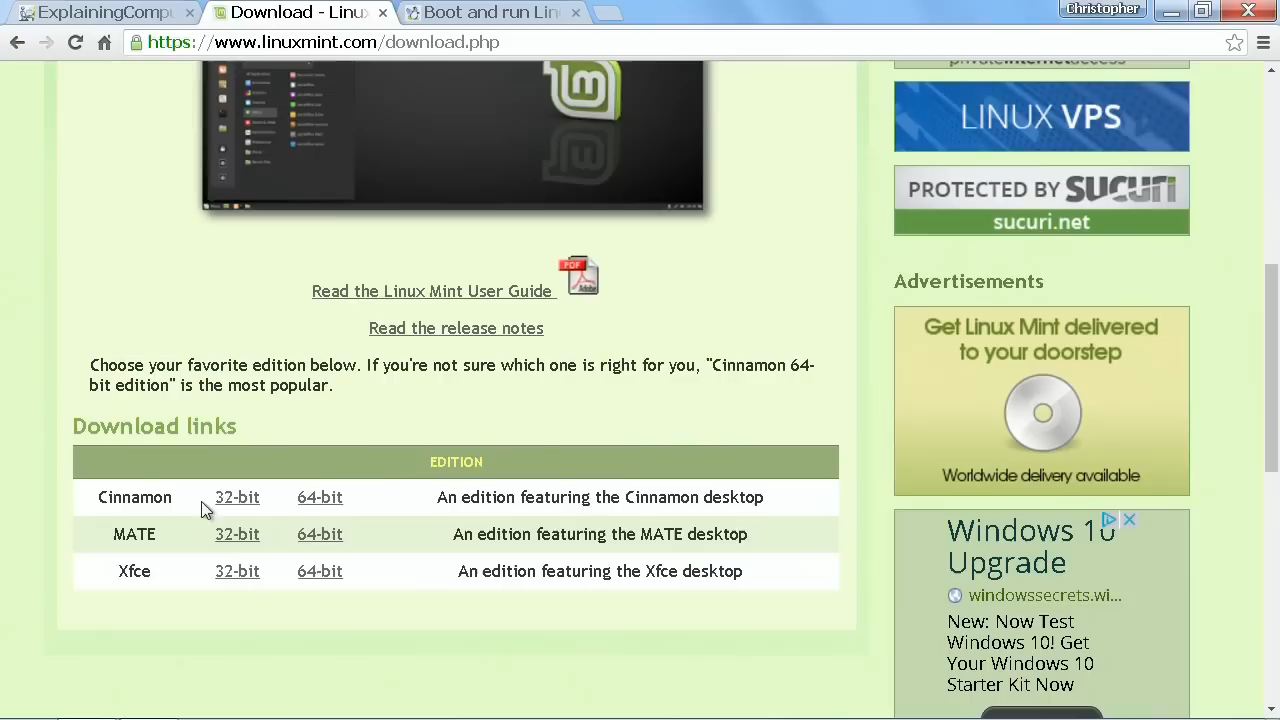 ExplainingCompu
Download - Linux
Boot and run Lin
Christopher
https://www.linuxmint.com/download.php
privateinternetaccess
LINUX VPS
PROTECTED BY SUCURI
sucuri.net
Read the Linux Mint User Guide
PDF
Adobe
Read the release notes
Choose your favorite edition below. If you're not sure which one is right for you, "Cinnamon 64-
bit edition" is the most popular.
Download links
EDITION
Cinnamon 32-bit 64-bit An edition featuring the Cinnamon desktop
MATE 32-bit 64-bit An edition featuring the MATE desktop
Xfce 32-bit 64-bit An edition featuring the Xfce desktop
Advertisements
Get Linux Mint delivered
to your doorstep
Worldwide delivery available
Windows 10
Upgrade
windowssecrets.wi...
New: Now Test
Windows 10! Get
Your Windows 10
Starter Kit Now